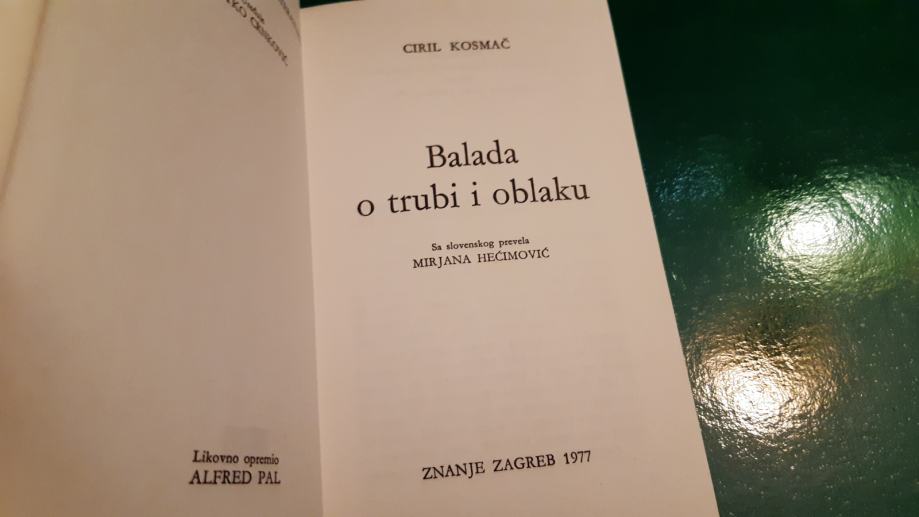 CIRIL KOSMAČ
Balada
o trubi i oblaku
Sa slovenskog prevela
MIRJANA HEĆIMOVIĆ
ZNANJE ZAGREB 1977
Likovno opremio
ALFRED PAL